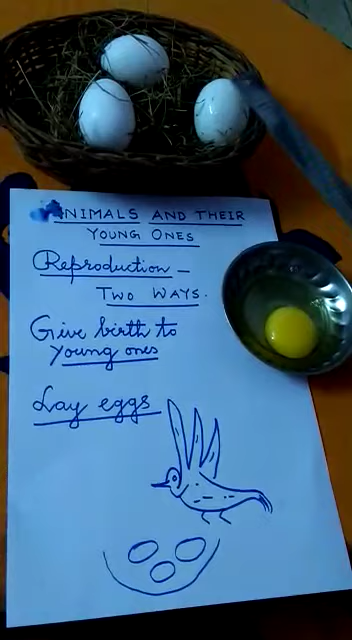 ANIMALS AND THEIR
YOUNG ONES
Reproduction –
TWO WAYS.
Give birth to
young ones
Lay eggs